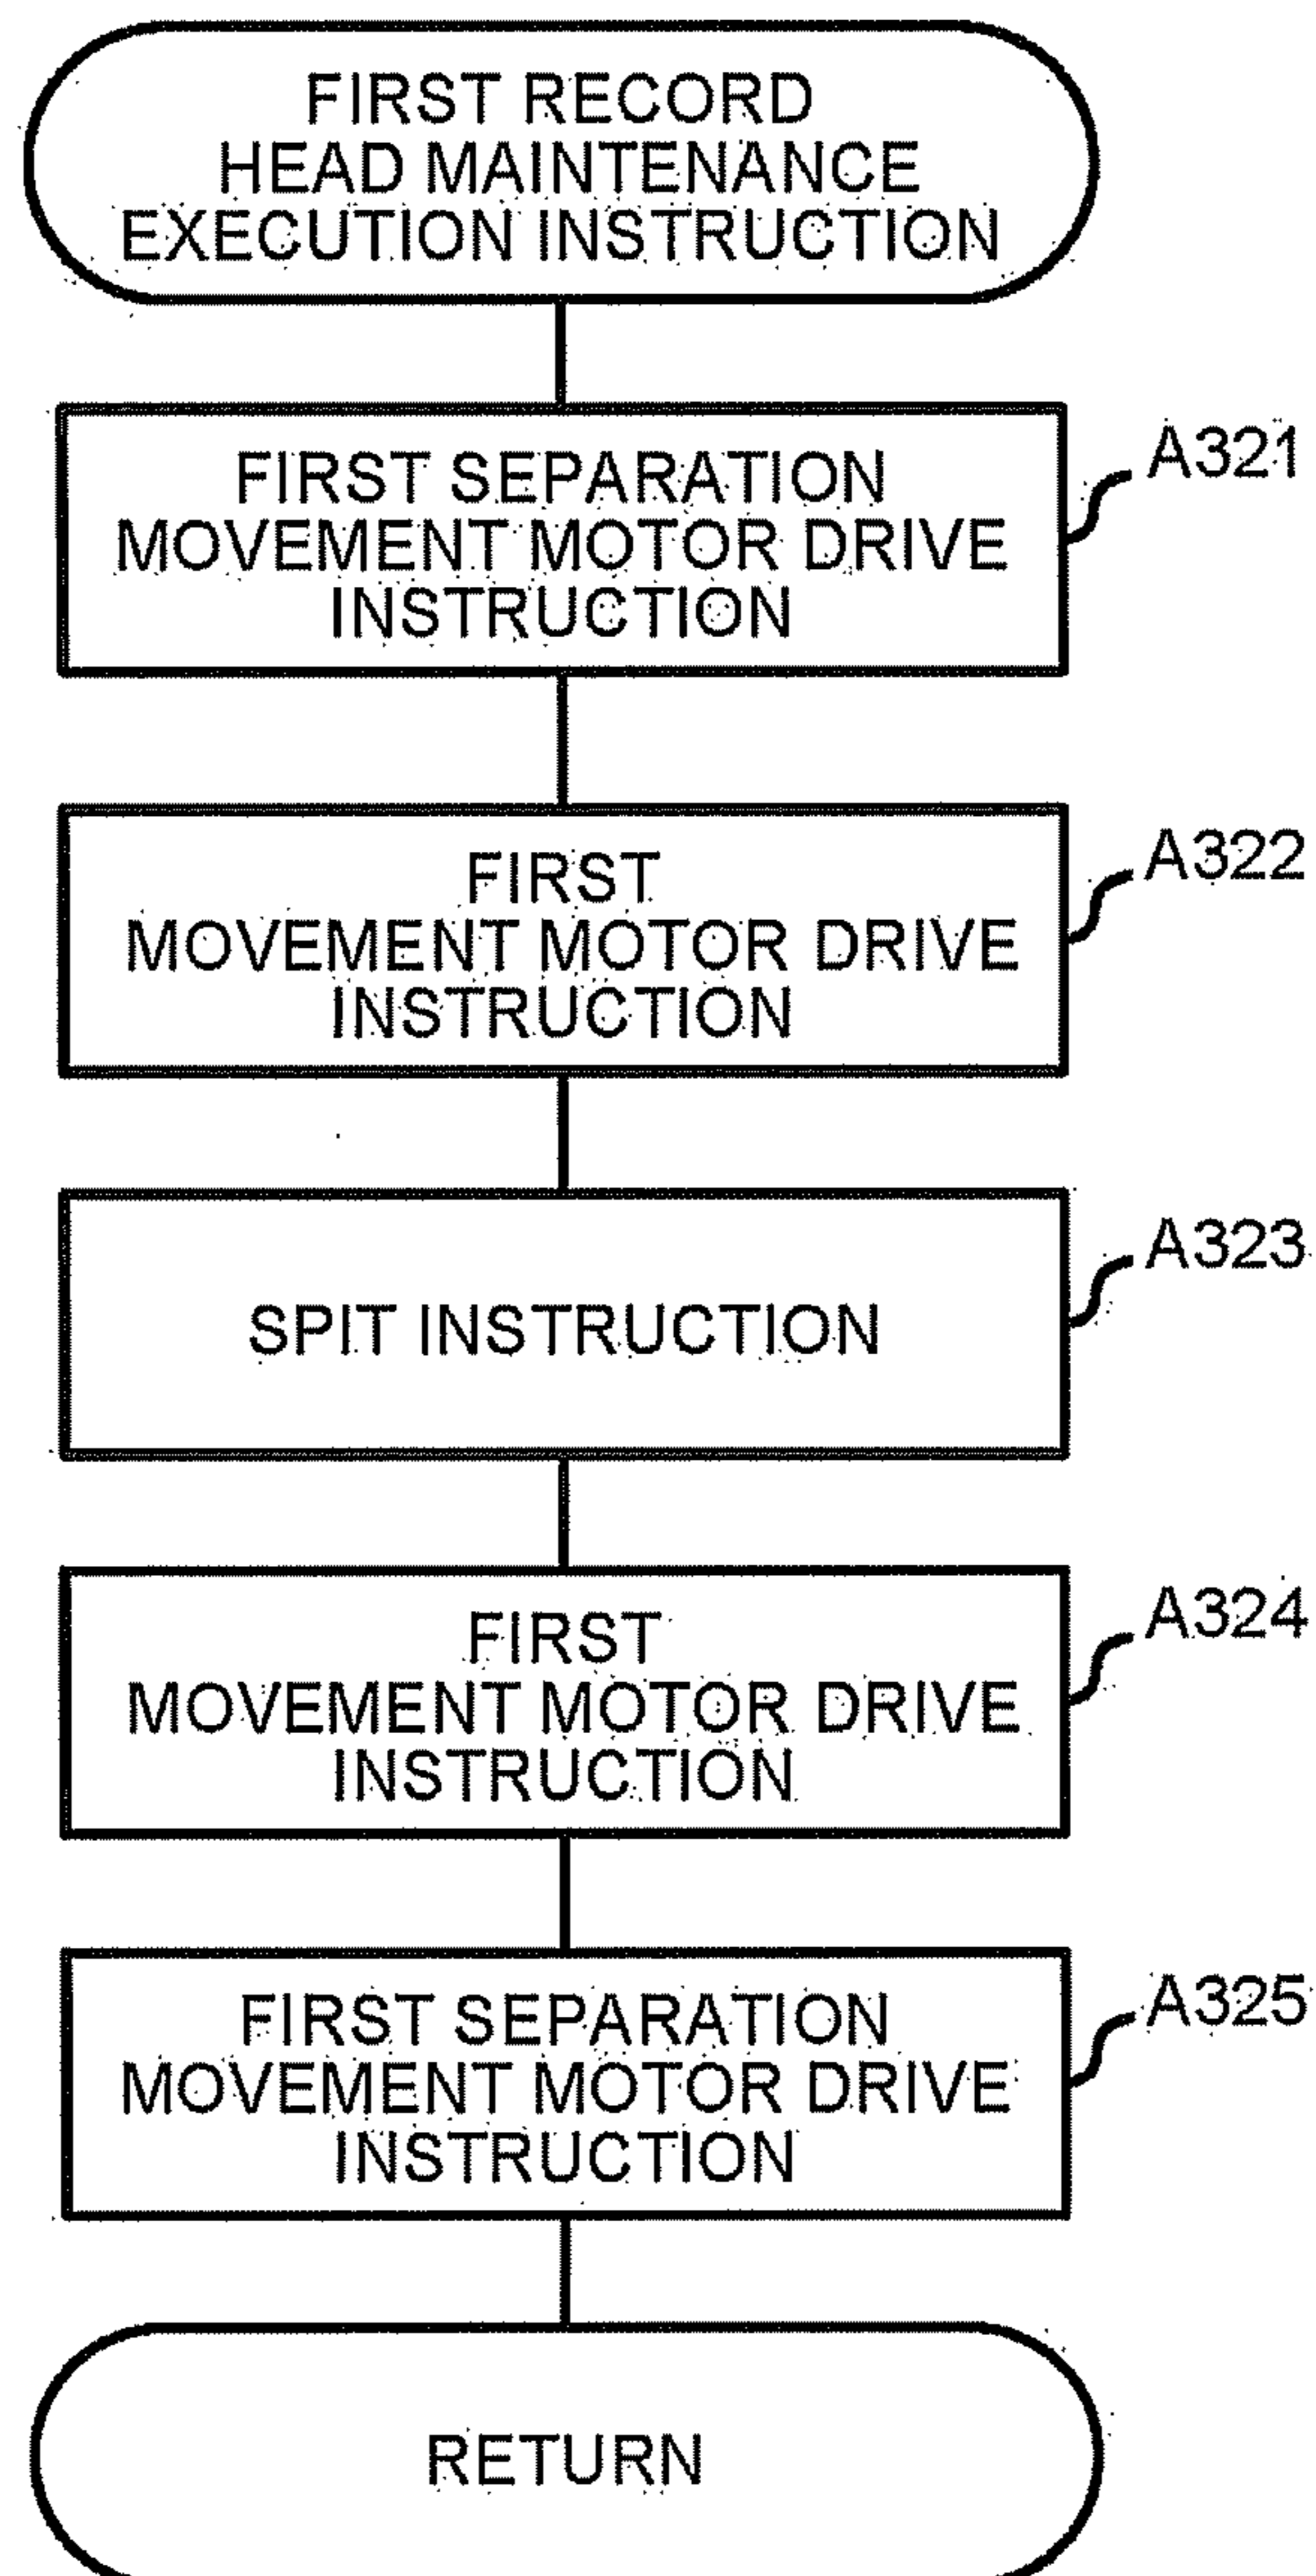 FIRST RECORD
HEAD MAINTENANCE
EXECUTION INSTRUCTION
FIRST SEPARATION
MOVEMENT MOTOR DRIVE
INSTRUCTION
A321
FIRST
MOVEMENT MOTOR DRIVE
INSTRUCTION
A322
SPIT INSTRUCTION
A323
FIRST
MOVEMENT MOTOR DRIVE
INSTRUCTION
A324
FIRST SEPARATION
MOVEMENT MOTOR DRIVE
INSTRUCTION
A325
RETURN